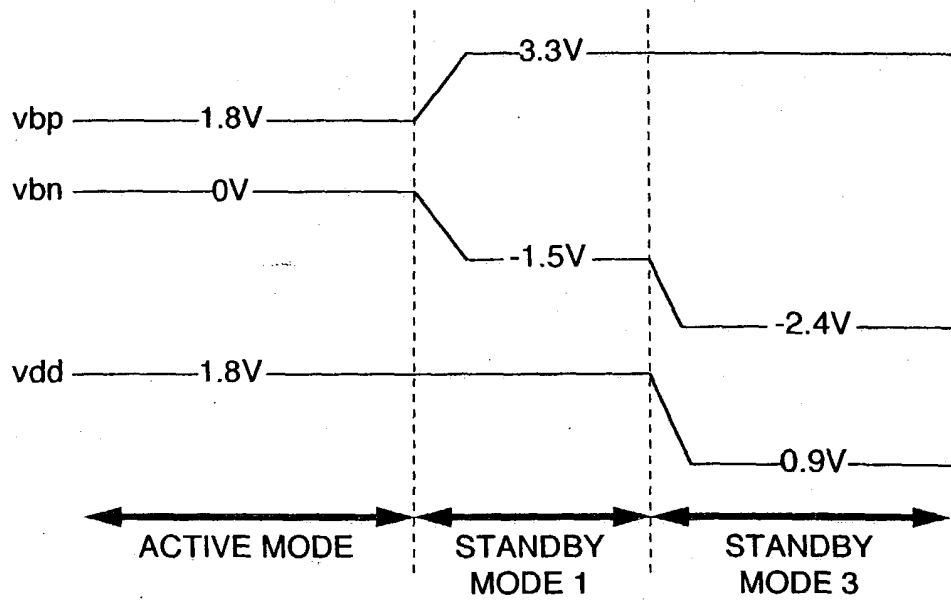 3.3V
vbp 1.8V
vbn 0V
-1.5V
-2.4V
vdd 1.8V
0.9V
ACTIVE MODE
STANDBY
MODE 1
STANDBY
MODE 3